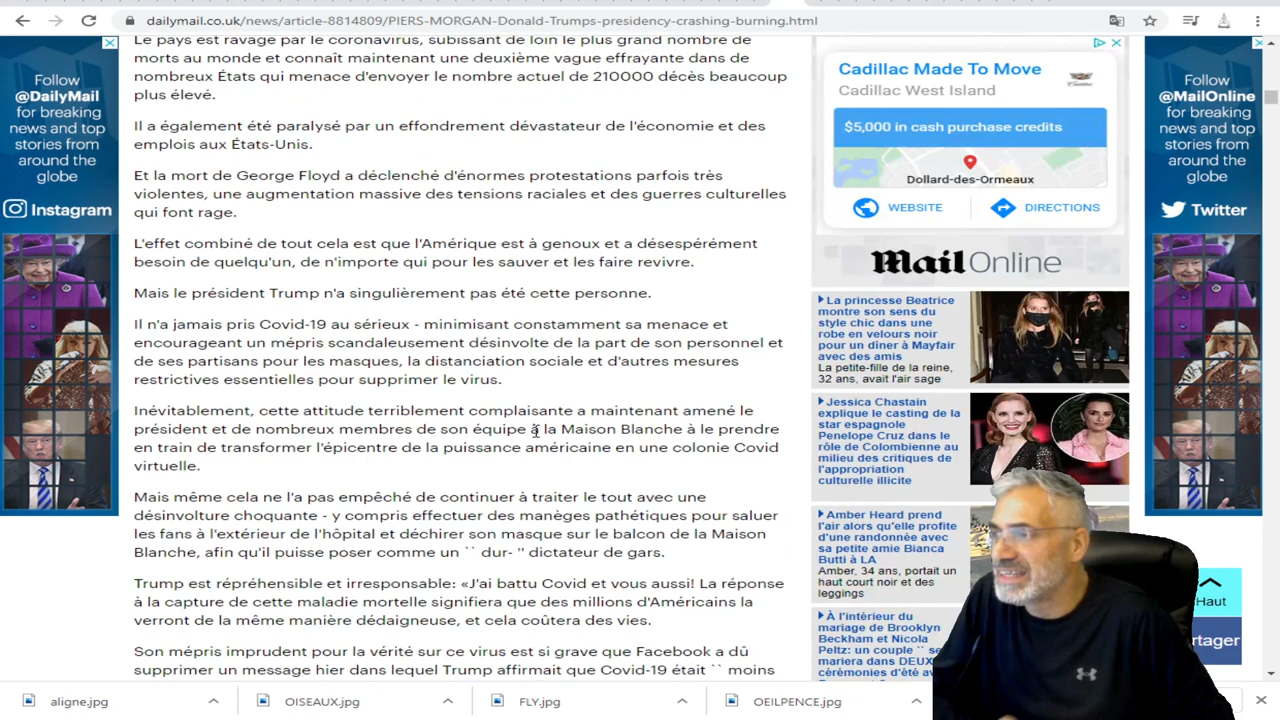 dailymail.co.uk/news/article-8814809/PIERS-MORGAN-Donald-Trumps-presidency-crashing-burning.html
Follow
@DailyMail
for breaking
news and top
stories from
around the
globe
Instagram
Le pays est ravagé par le coronavirus, subissant de loin le plus grand nombre de
morts au monde et connaît maintenant une deuxième vague effrayante dans de
nombreux États qui menace d'envoyer le nombre actuel de 210000 décès beaucoup
plus élevé.
Il a également été paralysé par un effondrement dévastateur de l'économie et des
emplois aux États-Unis.
Et la mort de George Floyd a déclenché d'énormes protestations parfois très
violentes, une augmentation massive des tensions raciales et des guerres culturelles
qui font rage.
L'effet combiné de tout cela est que l'Amérique est à genoux et a désespérément
besoin de quelqu'un, de n'importe qui pour les sauver et les faire revivre.
Mais le président Trump n'a singulièrement pas été cette personne.
Il n'a jamais pris Covid-19 au sérieux - minimisant constamment sa menace et
encourageant un mépris scandaleusement désinvolte de la part de son personnel et
de ses partisans pour les masques, la distanciation sociale et d'autres mesures
restrictives essentielles pour supprimer le virus.
Inévitablement, cette attitude terriblement complaisante a maintenant amené le
président et de nombreux membres de son équipe à la Maison Blanche à le prendre
en train de transformer l'épicentre de la puissance américaine en une colonie Covid
virtuelle.
Mais même cela ne l'a pas empêché de continuer à traiter le tout avec une
désinvolture choquante - y compris effectuer des manèges pathétiques pour saluer
les fans à l'extérieur de l'hôpital et déchirer son masque sur le balcon de la Maison
Blanche, afin qu'il puisse poser comme un `` dur- '' dictateur de gars.
Trump est répréhensible et irresponsable: «J'ai battu Covid et vous aussi! La réponse
à la capture de cette maladie mortelle signifiera que des millions d'Américains la
verront de la même manière dédaigneuse, et cela coûtera des vies.
Son mépris imprudent pour la vérité sur ce virus est si grave que Facebook a dû
supprimer un message hier dans lequel Trump affirmait que Covid-19 était `` moins
Cadillac Made To Move
Cadillac West Island
$5,000 in cash purchase credits
Dollard-des-Ormeaux
WEBSITE
DIRECTIONS
Mail Online
La princesse Beatrice
montre son sens du
style chic dans une
robe en velours noir
pour un dîner à Mayfair
avec des amis
La petite-fille de la reine,
32 ans, avait l'air sage
Jessica Chastain
explique le casting de la
star espagnole
Penelope Cruz dans le
rôle de Colombienne au
milieu des critiques de
l'appropriation
culturelle illicite
Amber Heard prend
l'air alors qu'elle profite
d'une randonnée avec
sa petite amie Bianca
Butti à LA
Amber, 34 ans, portait un
haut court noir et des
leggings
À l'intérieur du
mariage de Brooklyn
Beckham et Nicola
Peltz: un couple `` se
mariera dans DEUX
cérémonies d'été
Follow
@MailOnline
for breaking
news and top
stories from
around the
globe
Twitter
Haut
aligne.jpg
OISEAUX.jpg
FLY.jpg
OEILPENCE.jpg